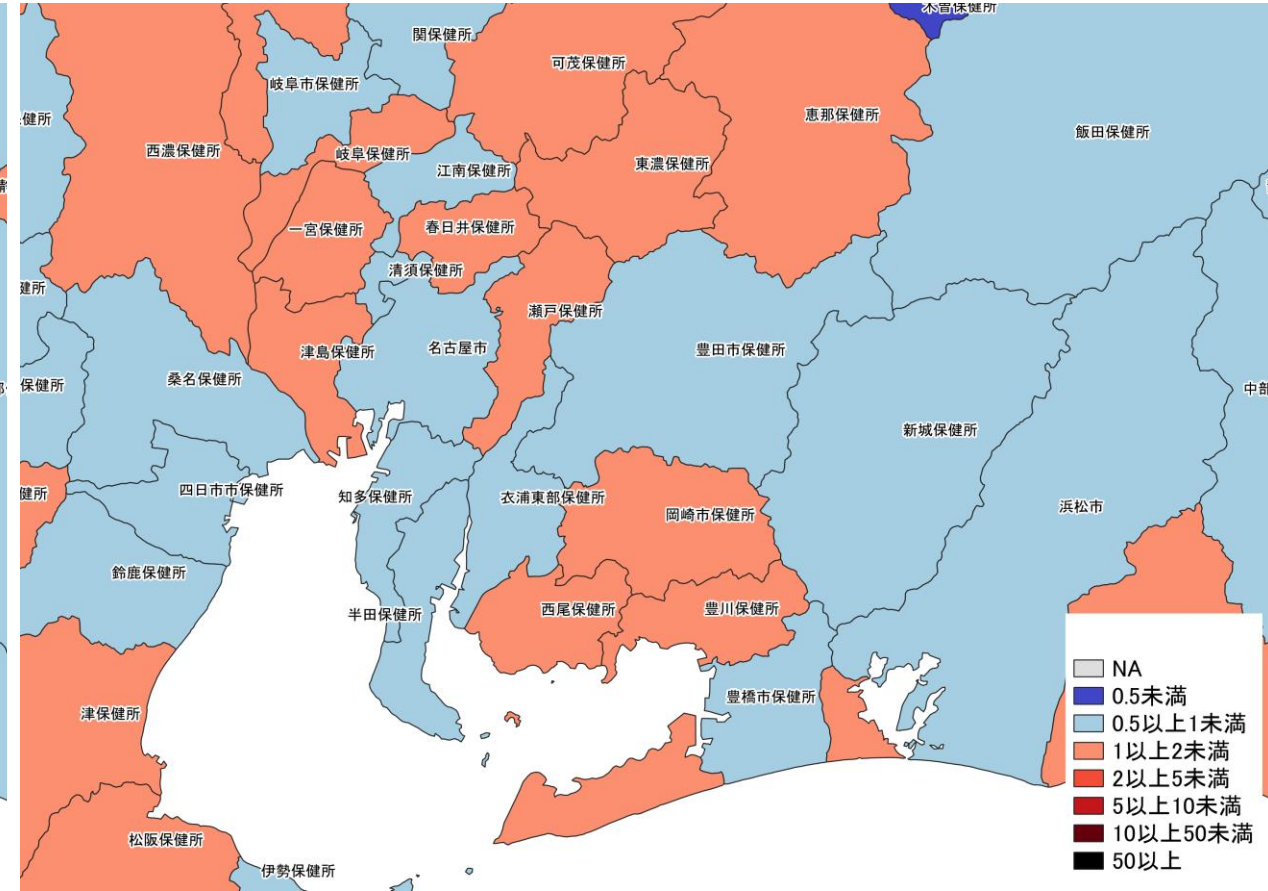 木曽保健所
関保健所
可茂保健所
岐阜市保健所
恵那保健所
保健所
飯田保健所
西濃保健所
岐阜保健所
東濃保健所
江南保健所
一宮保健所
春日井保健所
清須保健所
健所
瀬戸保健所
津島保健所
名古屋市
豊田市保健所
桑名保健所
保健所
中部
新城保健所
四日市市保健所
知多保健所
衣浦東部保健所
健所
岡崎市保健所
浜松市
鈴鹿保健所
半田保健所
西尾保健所
豊川保健所
豊橋市保健所
津保健所
松阪保健所
伊勢保健所
NA
0.5未満
0.5以上1未満
1以上2未満
2以上5未満
5以上10未満
10以上50未満
50以上